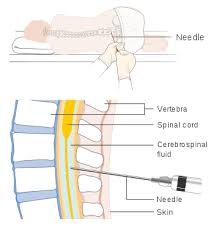 Needle
Vertebra
Spinal cord
Cerebrospinal
fluid
Needle
Skin